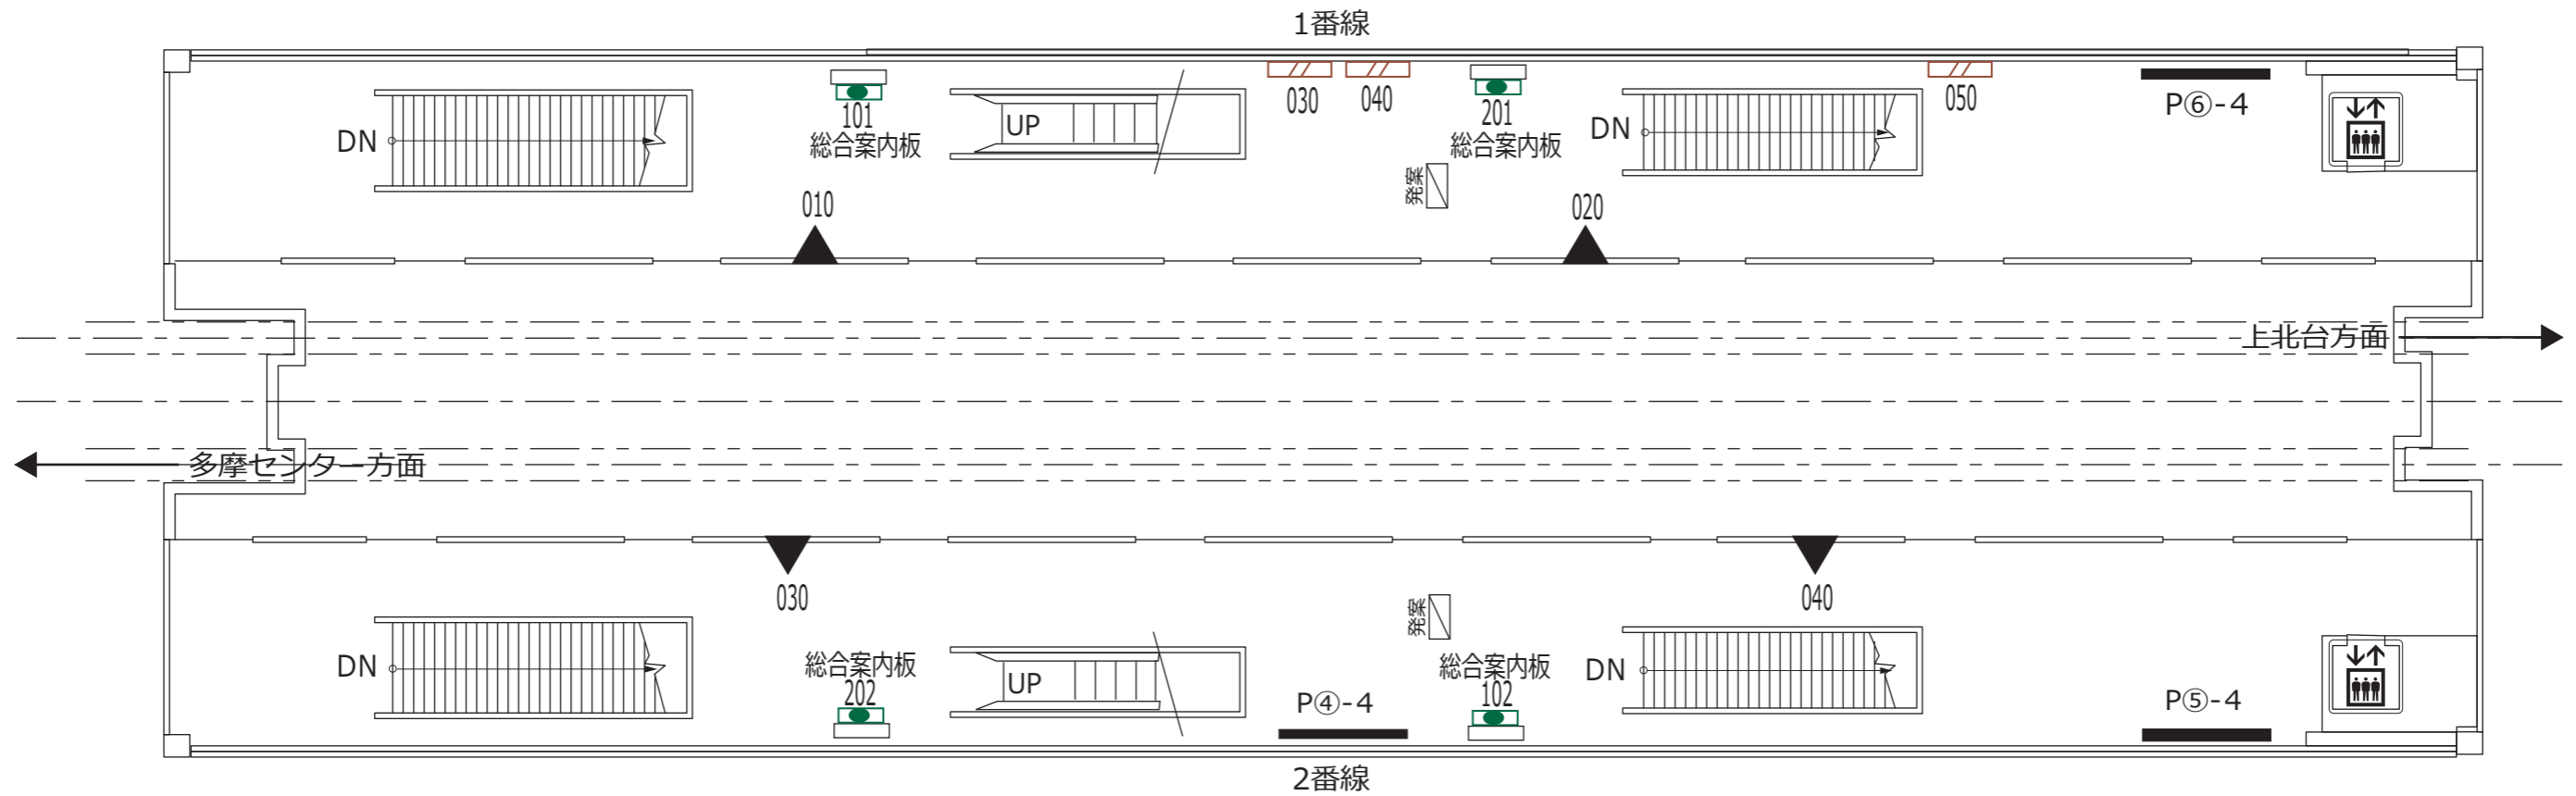 1番線
DN
101
総合案内板
UP
030
040
201
総合案内板
DN
050
P⑥-4
発案
010
020
上北台方面
多摩センター方面
030
040
発案
DN
総合案内板
202
UP
P④-4
総合案内板
102
DN
P⑤-4
2番線